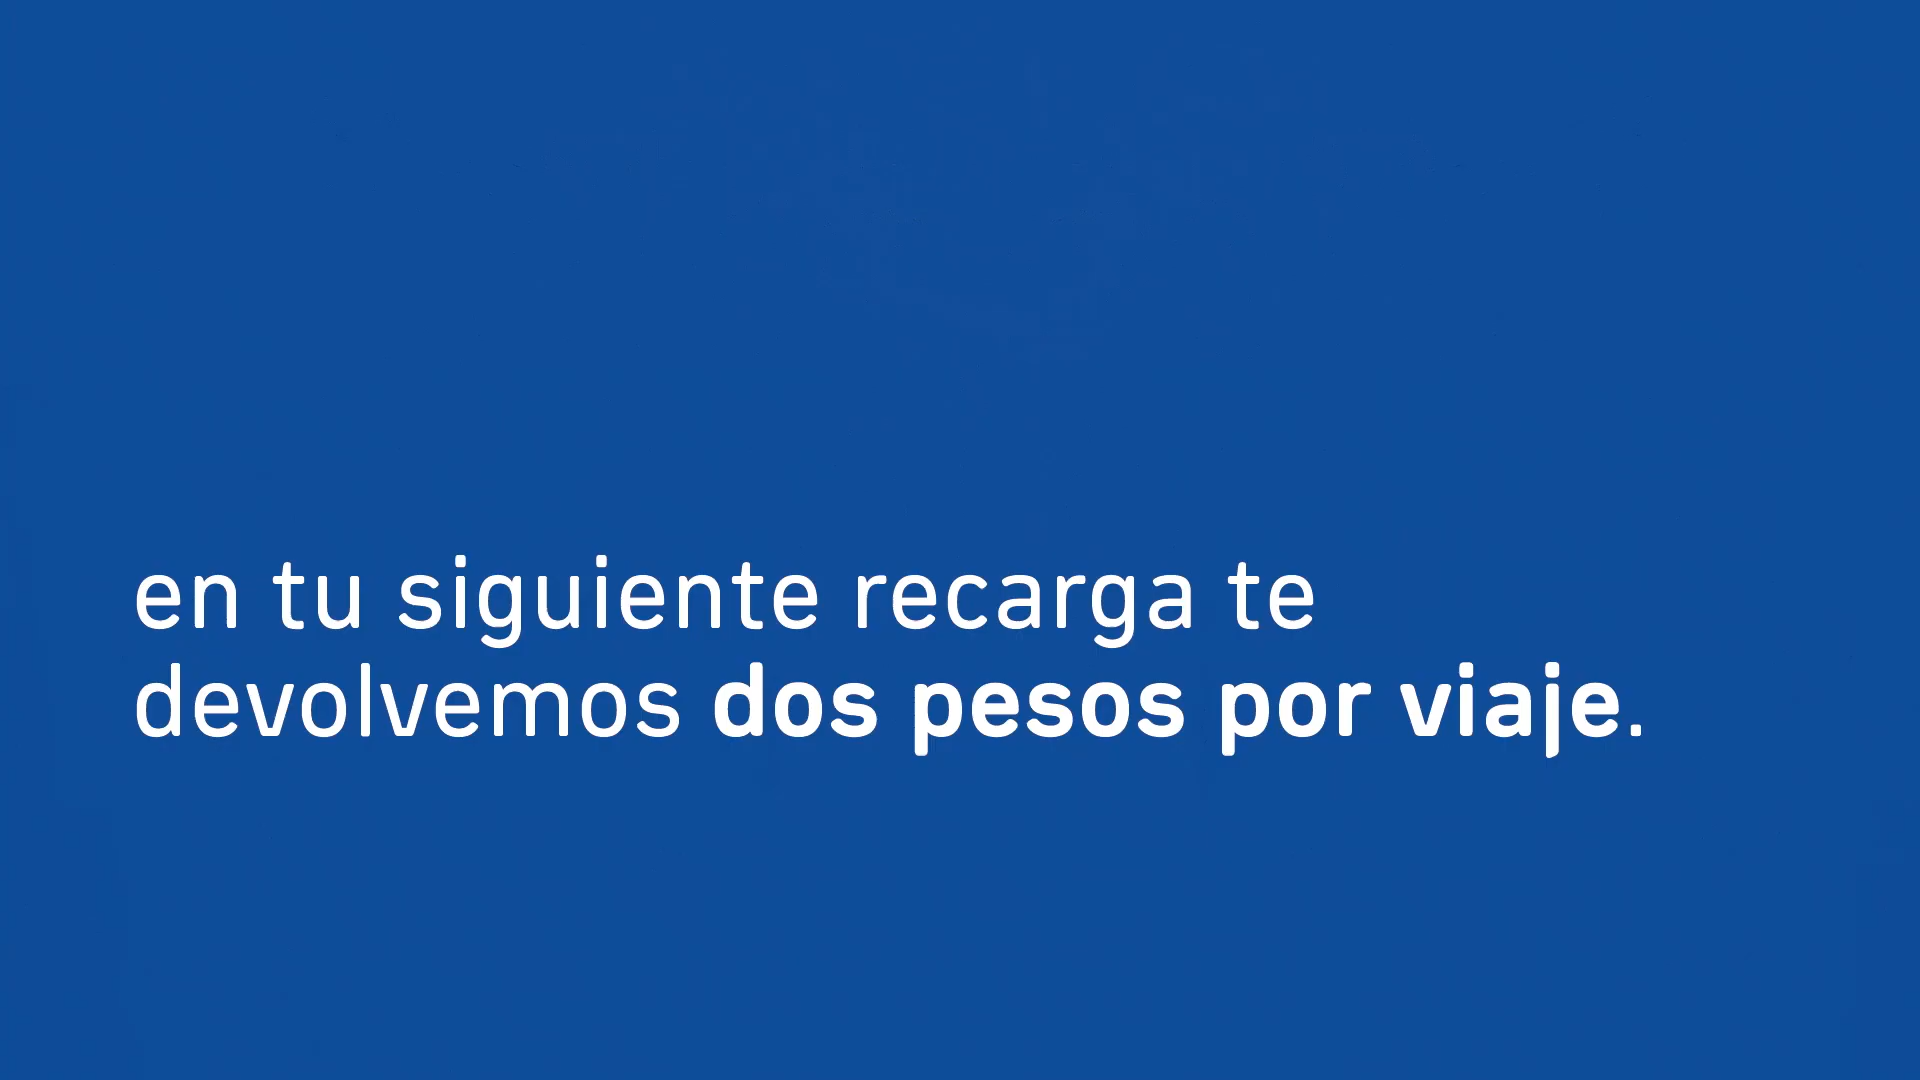 en tu siguiente recarga te
devolvemos dos pesos por viaje.